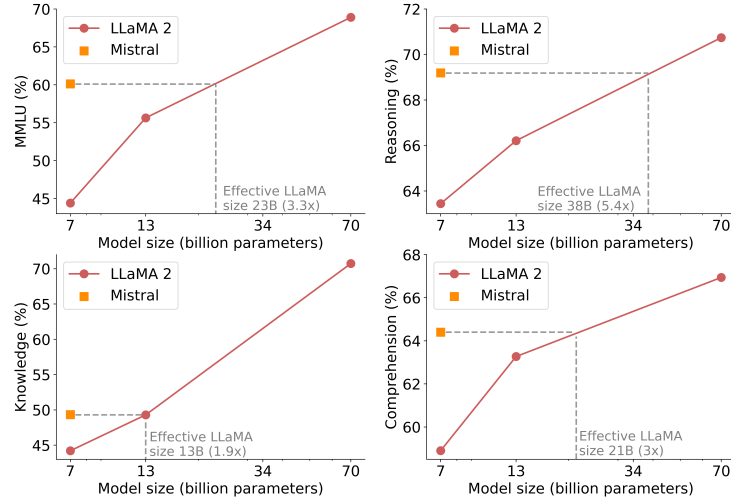 70
65
60
55
50
45
MMLU (%)
LLaMA 2
Mistral
Effective LLaMA
size 23B (3.3x)
7
13
34
70
Model size (billion parameters)
72
70
68
66
64
Reasoning (%)
LLaMA 2
Mistral
Effective LLaMA
size 38B (5.4x)
7
13
34
70
Model size (billion parameters)
70
65
60
55
50
45
Knowledge (%)
LLaMA 2
Mistral
Effective LLaMA
size 13B (1.9x)
7
13
34
70
Model size (billion parameters)
68
66
64
62
60
Comprehension (%)
LLaMA 2
Mistral
Effective LLaMA
size 21B (3x)
7
13
34
70
Model size (billion parameters)